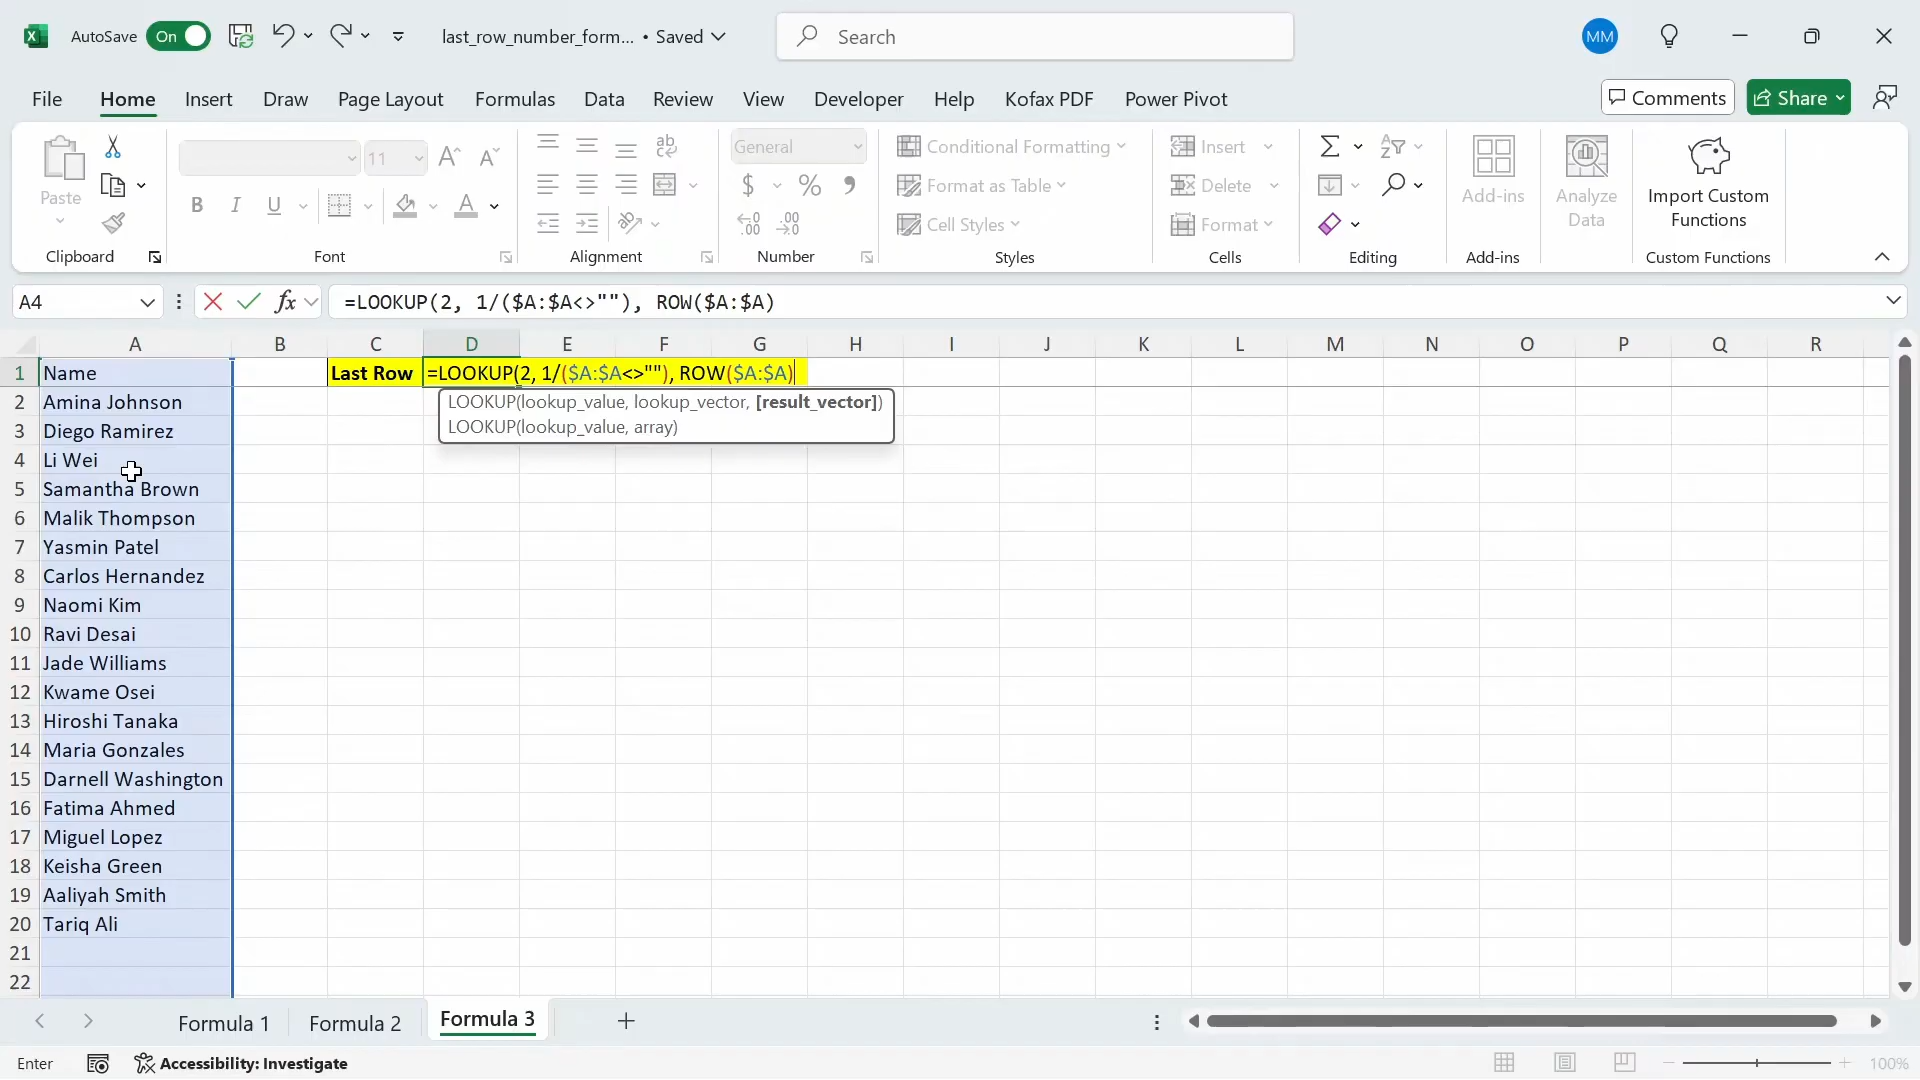 AutoSave On last_row_number_form... • Saved Search MM
File Home Insert Draw Page Layout Formulas Data Review View Developer Help Kofax PDF Power Pivot Comments Share
Paste
Clipboard
11
B I U A
Font
ab
Alignment
General
$ % 9
.00
Number
Conditional Formatting
Format as Table
Cell Styles
Styles
Insert
Delete
Format
Cells
Editing
Add-ins
Add-ins
Analyze
Data
Import Custom
Functions
Custom Functions
A4 fx =LOOKUP(2, 1/($A:$A<>""), ROW($A:$A)
A B C D E F G H I J K L M N O P Q R
1 Name Last Row =LOOKUP(2, 1/($A:$A<>""), ROW($A:$A)
2 Amina Johnson LOOKUP(lookup_value, lookup_vector, [result_vector])
3 Diego Ramirez LOOKUP(lookup_value, array)
4 Li Wei
5 Samantha Brown
6 Malik Thompson
7 Yasmin Patel
8 Carlos Hernandez
9 Naomi Kim
10 Ravi Desai
11 Jade Williams
12 Kwame Osei
13 Hiroshi Tanaka
14 Maria Gonzales
15 Darnell Washington
16 Fatima Ahmed
17 Miguel Lopez
18 Keisha Green
19 Aaliyah Smith
20 Tariq Ali
21
22
Formula 1 Formula 2 Formula 3
Enter Accessibility: Investigate 100%